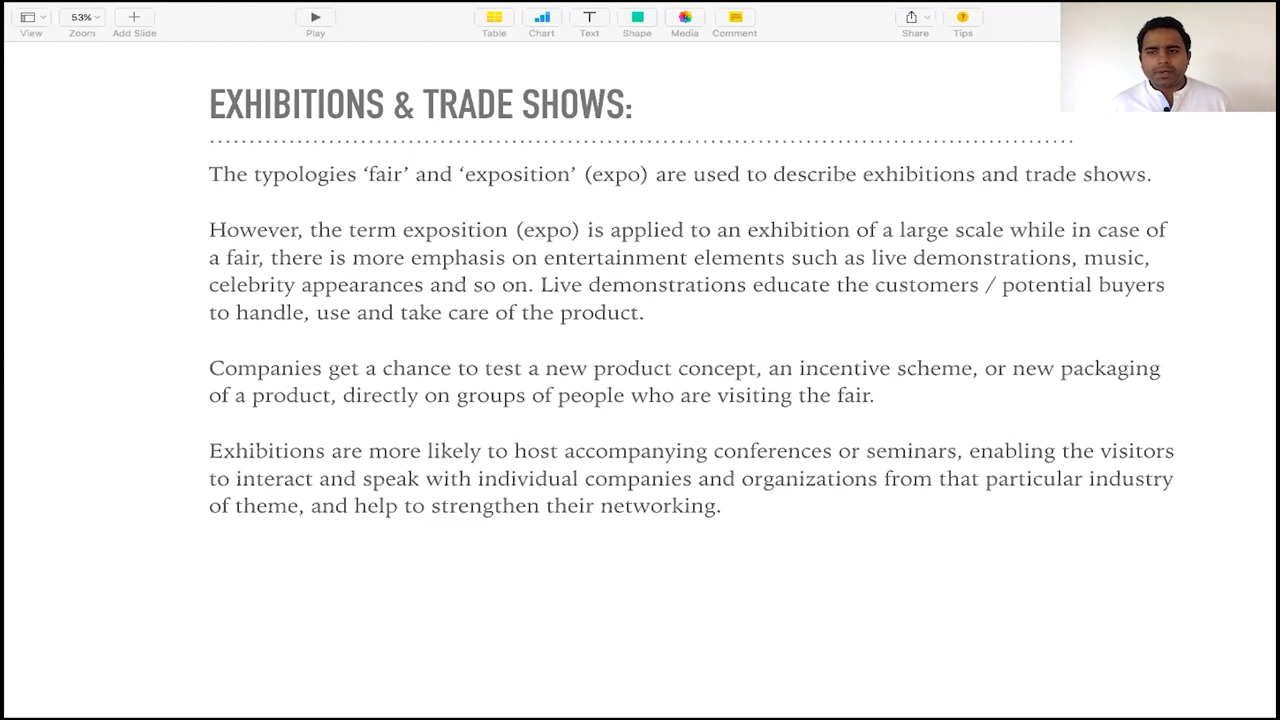 53%
View
Zoom
Add Slide
Play
Table
Chart
T
Text
Shape
Media
Comment
Share
?
Tips
EXHIBITIONS & TRADE SHOWS:
The typologies ‘fair’ and ‘exposition’ (expo) are used to describe exhibitions and trade shows.
However, the term exposition (expo) is applied to an exhibition of a large scale while in case of
a fair, there is more emphasis on entertainment elements such as live demonstrations, music,
celebrity appearances and so on. Live demonstrations educate the customers / potential buyers
to handle, use and take care of the product.
Companies get a chance to test a new product concept, an incentive scheme, or new packaging
of a product, directly on groups of people who are visiting the fair.
Exhibitions are more likely to host accompanying conferences or seminars, enabling the visitors
to interact and speak with individual companies and organizations from that particular industry
of theme, and help to strengthen their networking.